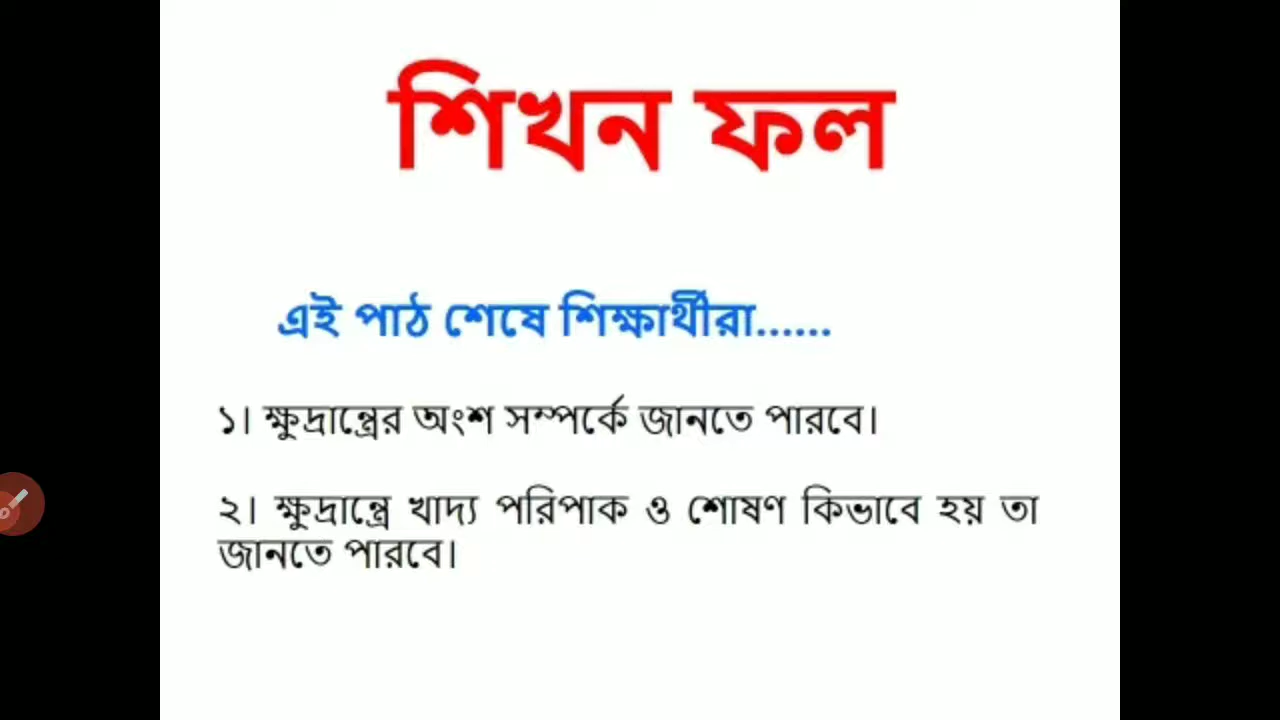 শিখন ফল
এই পাঠ শেষে শিক্ষার্থীরা......
১। ক্ষুদ্রান্ত্রের অংশ সম্পর্কে জানতে পারবে।
২। ক্ষুদ্রান্ত্রে খাদ্য পরিপাক ও শোষণ কিভাবে হয় তা
জানতে পারবে।